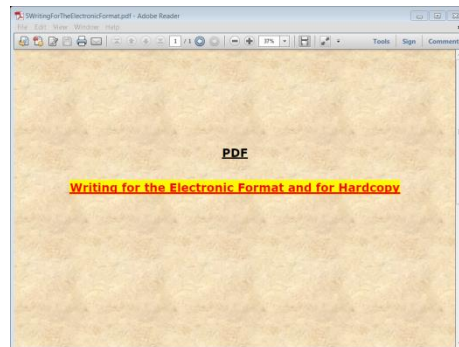 5WritingForTheElectronicFormat.pdf - Adobe Reader
File Edit View Window Help
1 / 1 37% Tools Sign Comment
PDF
Writing for the Electronic Format and for Hardcopy